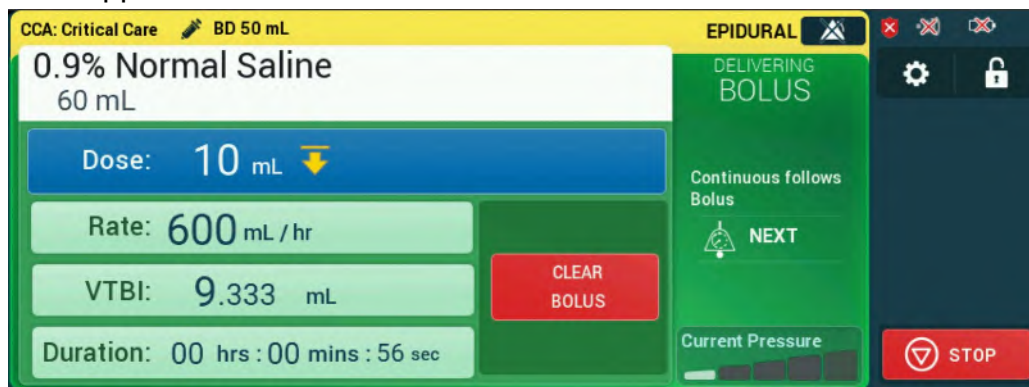 CCA: Critical Care BD 50 mL
EPIDURAL
0.9% Normal Saline
60 mL
DELIVERING
BOLUS
Dose: 10 mL
Continuous follows
Bolus
NEXT
Rate: 600 mL / hr
VTBI: 9.333 mL
CLEAR
BOLUS
Duration: 00 hrs : 00 mins : 56 sec
Current Pressure
STOP